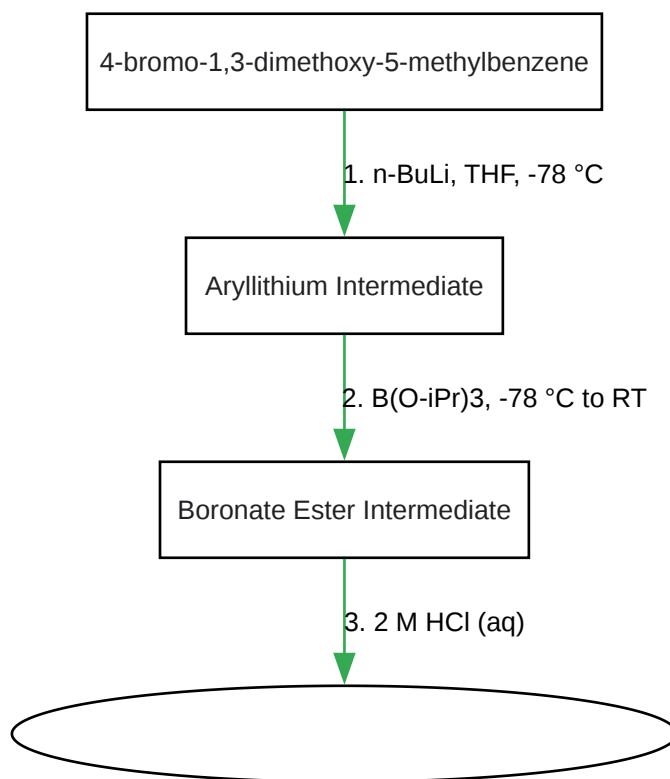 4-bromo-1,3-dimethoxy-5-methylbenzene
1. n-BuLi, THF, -78 °C
Aryllithium Intermediate
2. B(O-iPr)3, -78 °C to RT
Boronate Ester Intermediate
3. 2 M HCl (aq)